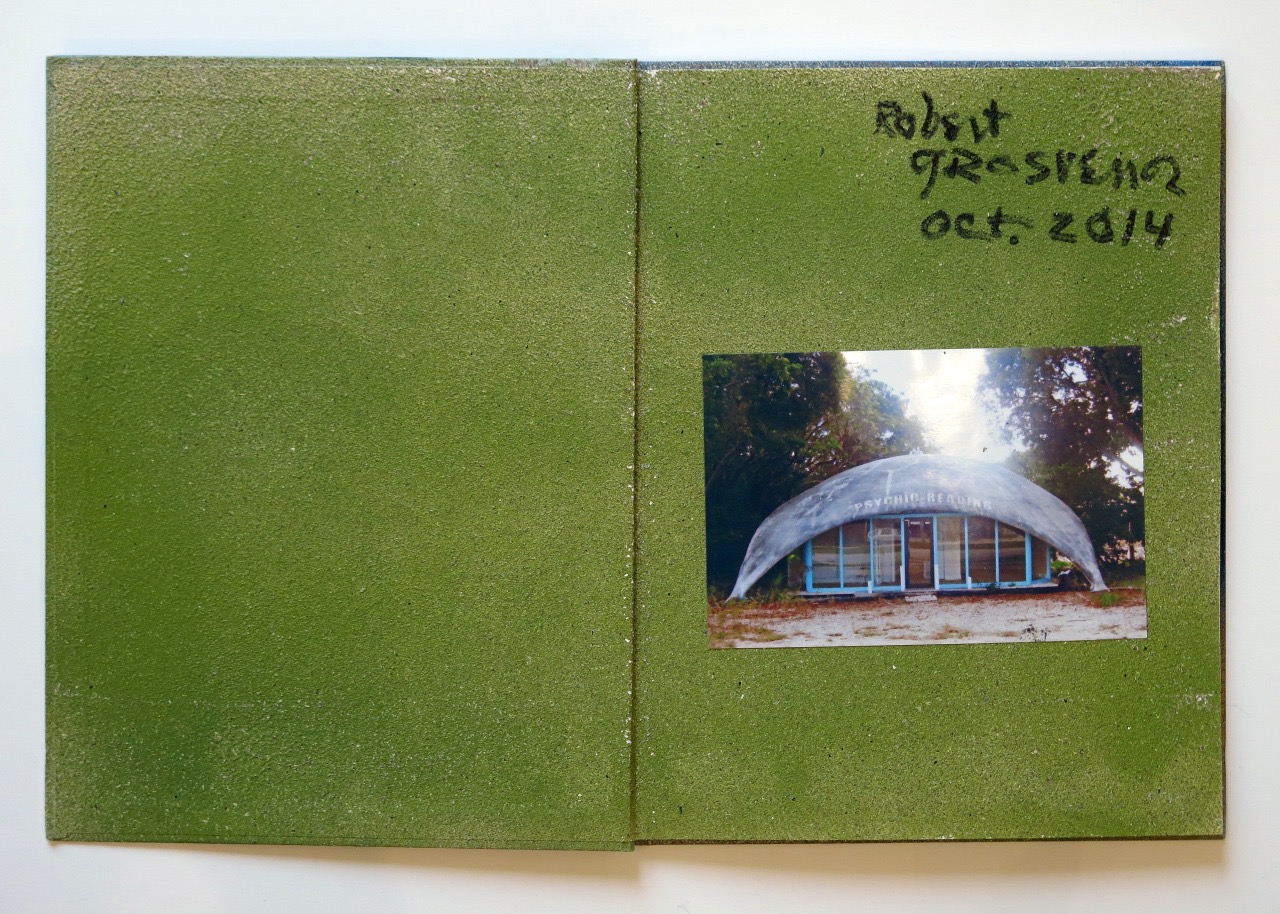 Robert
GROSVENOR
Oct. 2014
PSYCHIC READING